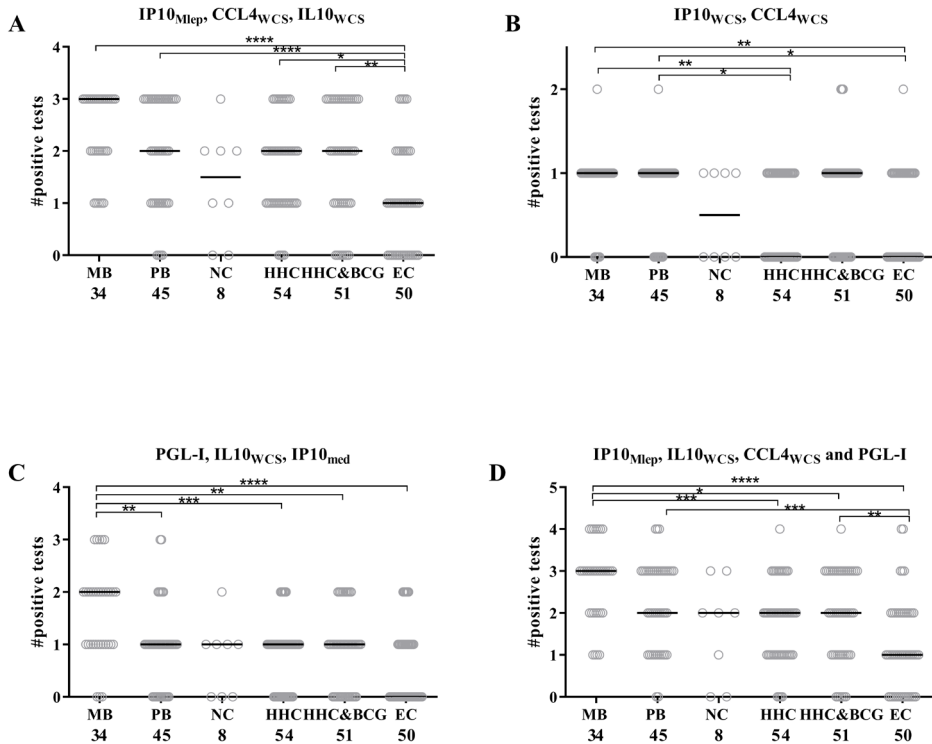 A
IP10Mlep, CCL4WCS, IL10WCS
****
****
*
**
#positive tests
4
3
2
1
0
MB PB NC HHC HHC&BCG EC
34 45 8 54 51 50
B
IP10WCS, CCL4WCS
**
*
**
*
#positive tests
2
1
0
MB PB NC HHC HHC&BCG EC
34 45 8 54 51 50
C
PGL-I, IL10WCS, IP10med
****
**
***
**
#positive tests
4
3
2
1
0
MB PB NC HHC HHC&BCG EC
34 45 8 54 51 50
D
IP10Mlep, IL10WCS, CCL4WCS and PGL-I
****
*
***
***
**
#positive tests
5
4
3
2
1
0
MB PB NC HHC HHC&BCG EC
34 45 8 54 51 50